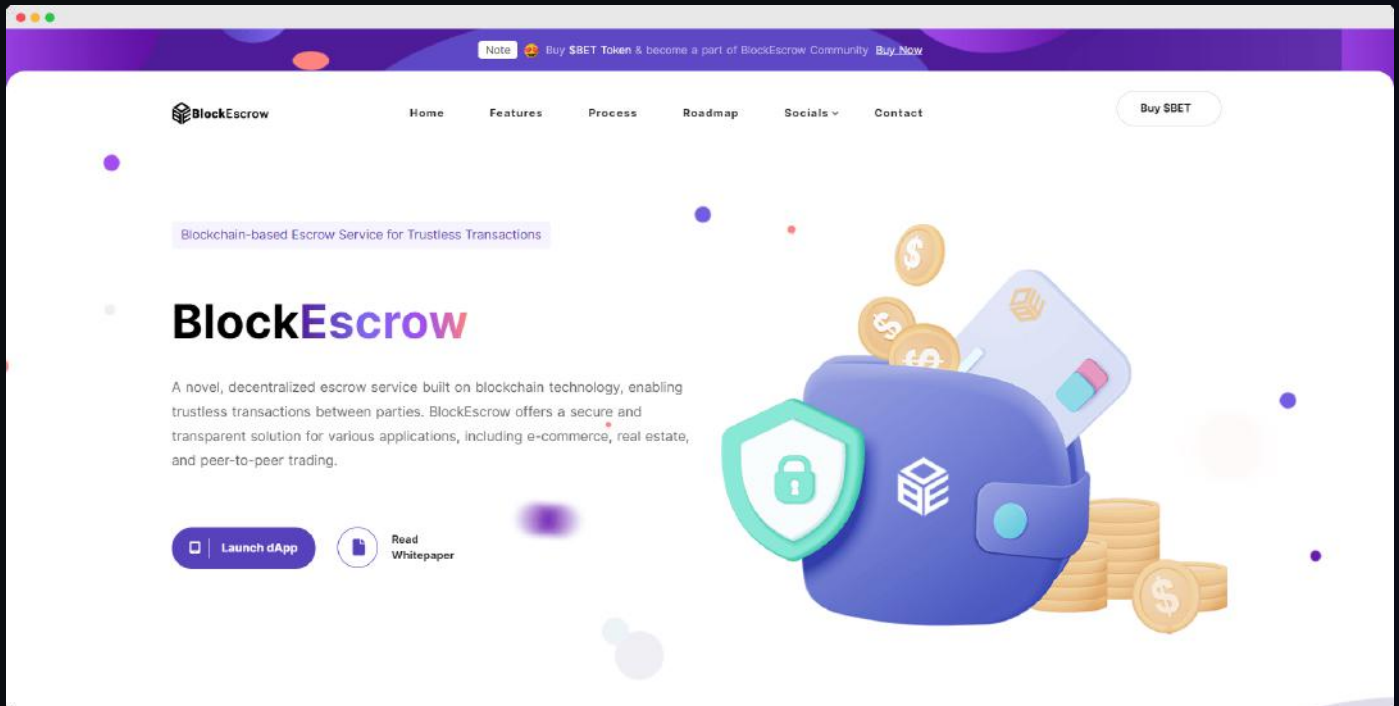 Note Buy $BET Token & become a part of BlockEscrow Community Buy Now
BlockEscrow
Home Features Process Roadmap Socials Contact
Buy $BET
Blockchain-based Escrow Service for Trustless Transactions
BlockEscrow
A novel, decentralized escrow service built on blockchain technology, enabling
trustless transactions between parties. BlockEscrow offers a secure and
transparent solution for various applications, including e-commerce, real estate,
and peer-to-peer trading.
Launch dApp
Read
Whitepaper